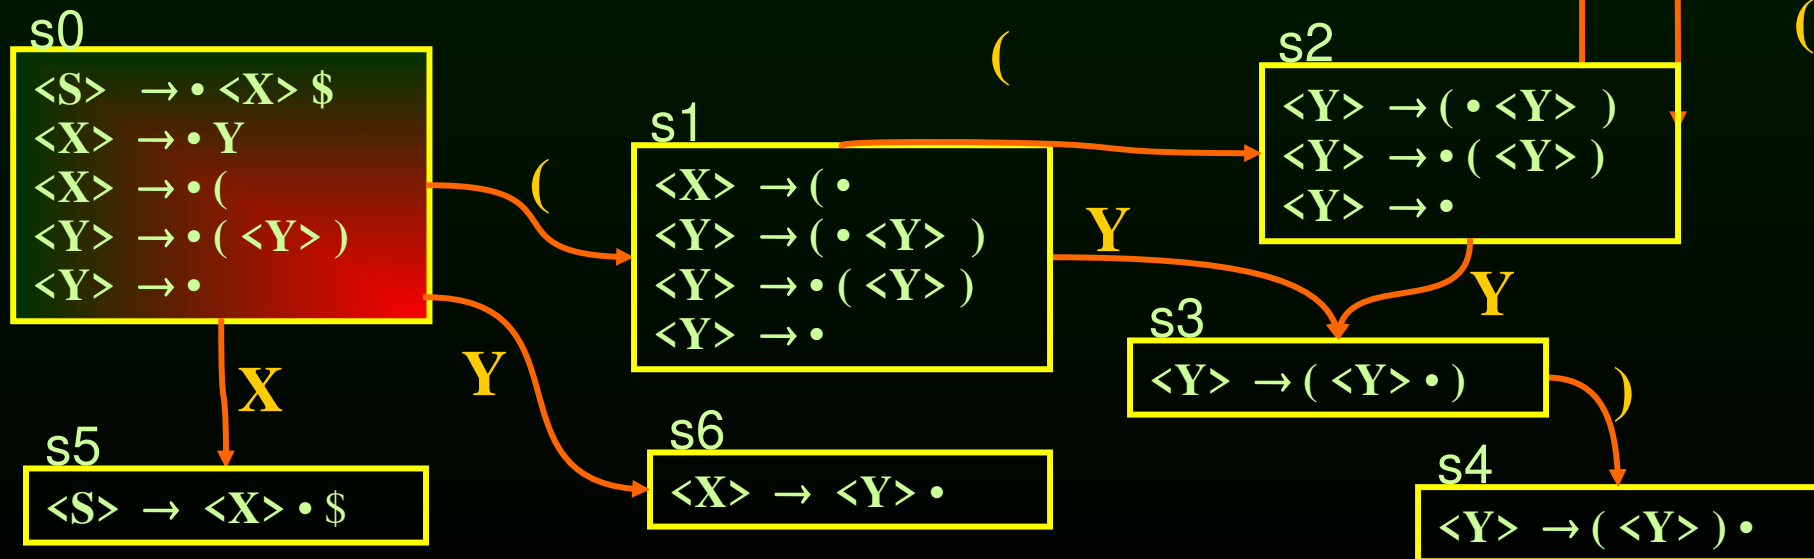 s0
<S> → • <X> $
<X> → • Y
<X> → • (
<Y> → • ( <Y> )
<Y> → •
(
s1
<X> → ( •
<Y> → ( • <Y> )
<Y> → • ( <Y> )
<Y> → •
(
s2
<Y> → ( • <Y> )
<Y> → • ( <Y> )
<Y> → •
(
Y
Y
s3
<Y> → ( <Y> • )
)
s4
<Y> → ( <Y> ) •
X
Y
s5
<S> → <X> • $
s6
<X> → <Y> •